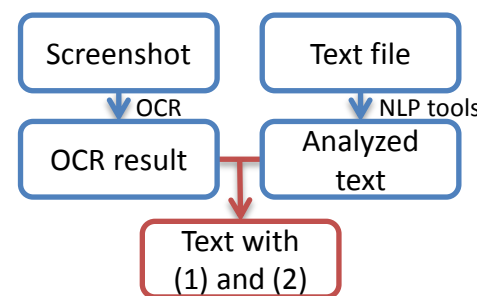 Screenshot
Text file
OCR
NLP tools
OCR result
Analyzed
text
Text with
(1) and (2)